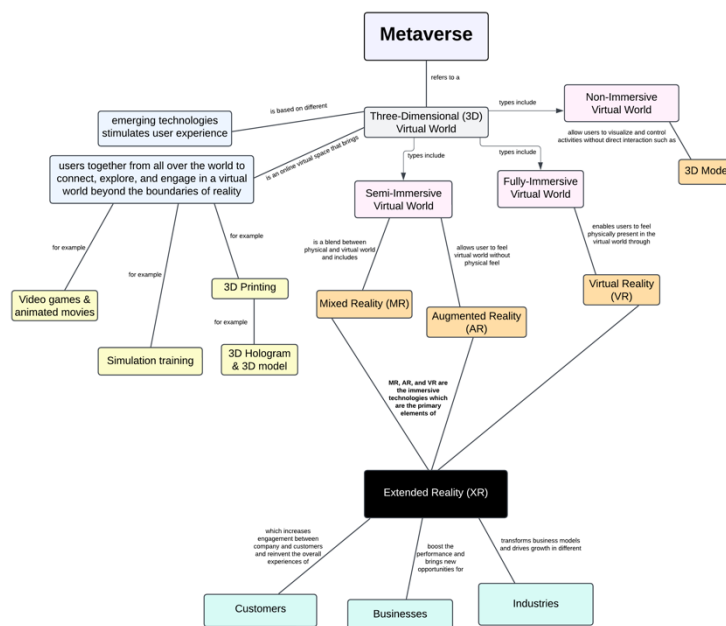 Metaverse
refers to a
is based on different
emerging technologies
stimulates user experience
Three-Dimensional (3D)
Virtual World
types include
Non-Immersive
Virtual World
allow users to visualize and control
activities without direct interaction such as
3D Model
is an online virtual space that brings
users together from all over the world to
connect, explore, and engage in a virtual
world beyond the boundaries of reality
types include
types include
Semi-Immersive
Virtual World
Fully-Immersive
Virtual World
for example
for example
for example
is a blend between
physical and virtual world and
includes
allows user to feel
virtual world without
physical feel
enables users to feel
physically present in the
virtual world through
Video games &
animated movies
3D Printing
Mixed Reality (MR)
Augmented Reality
(AR)
Virtual Reality
(VR)
for example
Simulation training
3D Hologram
& 3D model
MR, AR, and VR are
the immersive
technologies which
are the primary
elements of
Extended Reality (XR)
which increases
engagement between
company and customers
and reinvent the overall
experiences of
boost the
performance and
brings new
opportunities for
transforms business models
and drives growth in different
Customers
Businesses
Industries